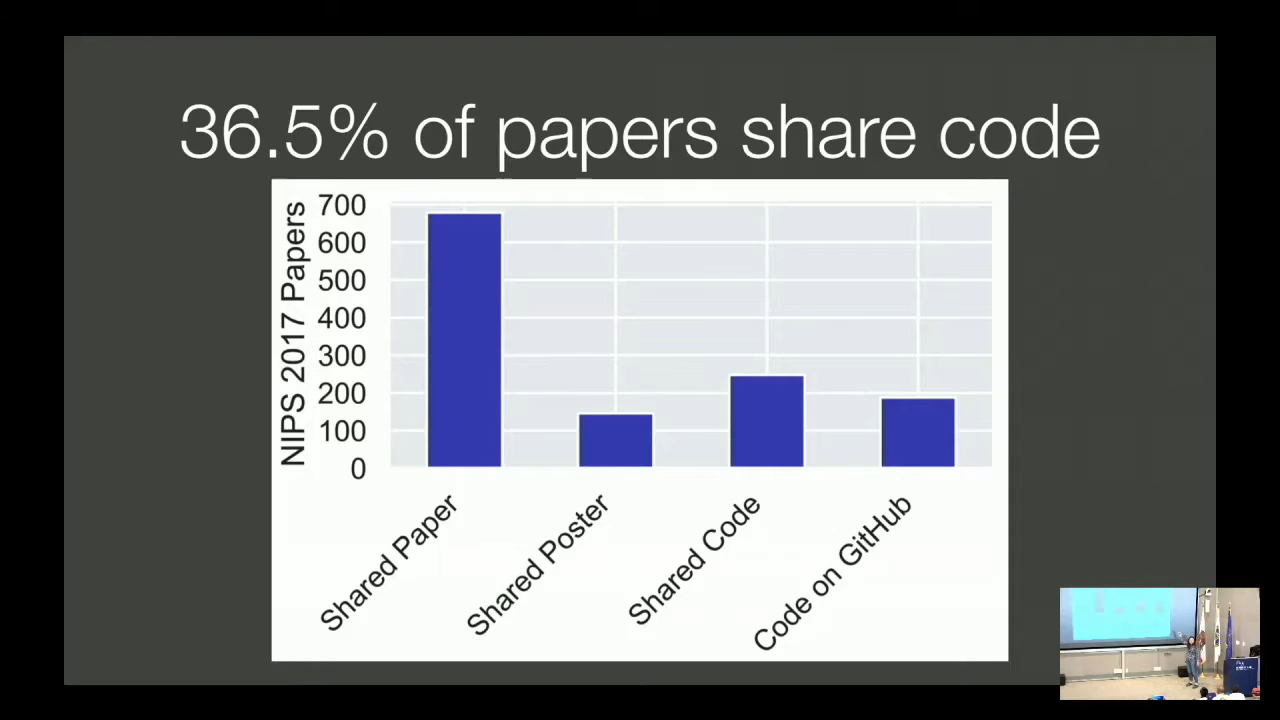 36.5% of papers share code
NIPS 2017 Papers
700
600
500
400
300
200
100
0
Shared Paper
Shared Poster
Shared Code
Code on GitHub